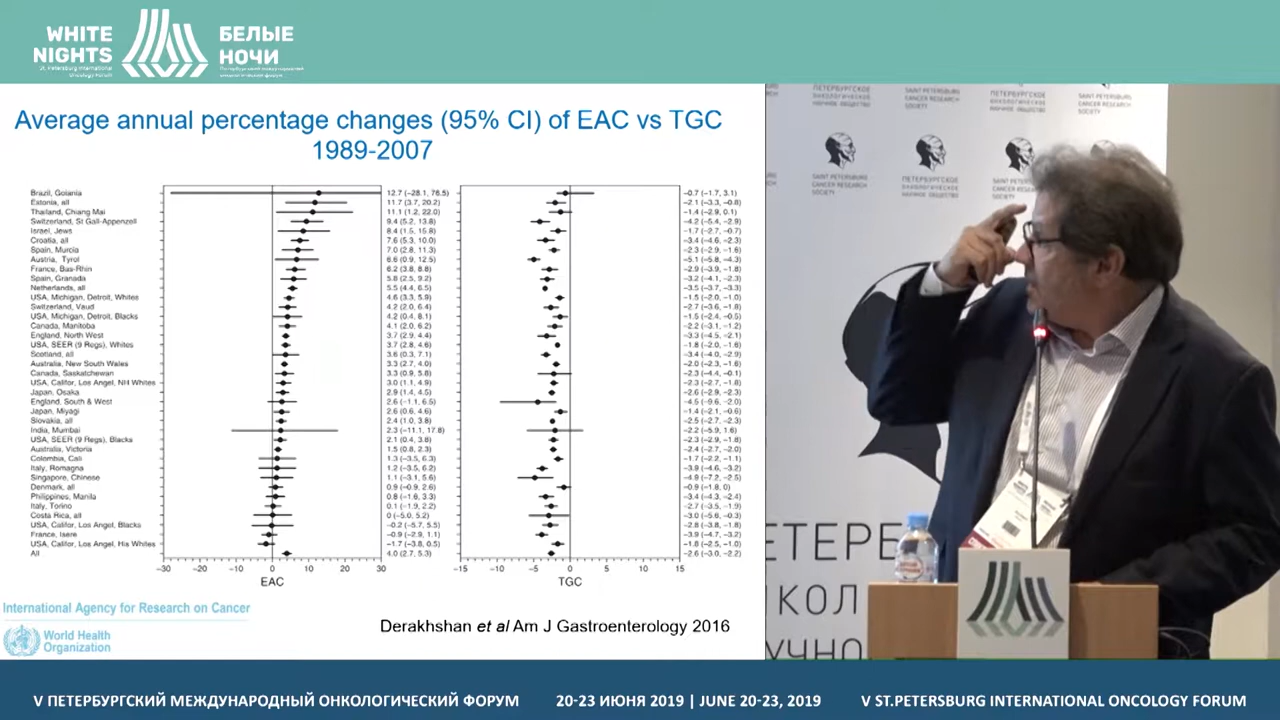 WHITE
NIGHTS
St. Petersburg International
Oncology Forum
БЕЛЫЕ
НОЧИ
Петербургский международный
онкологический форум
Average annual percentage changes (95% CI) of EAC vs TGC
1989-2007
Brazil, Goiania 12.7 (−28.1, 76.5) −0.7 (−1.7, 3.1)
Estonia, all 11.7 (3.7, 20.2) −2.1 (−3.3, −0.8)
Thailand, Chiang Mai 11.1 (1.2, 22.0) −1.4 (−2.9, 0.1)
Switzerland, St Gall-Appenzell 9.4 (5.2, 13.8) −4.2 (−5.4, −2.9)
Israel, Jews 8.4 (1.5, 15.8) −1.7 (−2.7, −0.7)
Croatia, all 7.6 (5.3, 10.0) −3.4 (−4.6, −2.3)
Spain, Murcia 7.0 (2.8, 11.3) −2.3 (−2.9, −1.6)
Austria, Tyrol 6.6 (0.9, 12.5) −5.1 (−5.8, −4.3)
France, Bas-Rhin 6.2 (3.8, 8.8) −2.9 (−3.9, −1.8)
Spain, Granada 5.8 (2.5, 9.2) −3.2 (−4.1, −2.3)
Netherlands, all 5.5 (4.4, 6.5) −3.5 (−3.7, −3.3)
USA, Michigan, Detroit, Whites 4.6 (3.3, 5.9) −1.5 (−2.0, −1.0)
Switzerland, Vaud 4.2 (2.0, 6.4) −2.7 (−3.6, −1.8)
USA, Michigan, Detroit, Blacks 4.2 (0.4, 8.1) −1.5 (−2.4, −0.5)
Canada, Manitoba 4.1 (2.0, 6.2) −2.2 (−3.1, −1.2)
England, North West 3.7 (2.9, 4.4) −3.3 (−4.5, −2.1)
USA, SEER (9 Regs), Whites 3.7 (2.8, 4.6) −1.8 (−2.0, −1.6)
Scotland, all 3.6 (0.3, 7.1) −3.4 (−4.0, −2.9)
Australia, New South Wales 3.3 (2.7, 4.0) −2.0 (−2.3, −1.6)
Canada, Saskatchewan 3.3 (0.9, 5.8) −2.3 (−4.4, −0.1)
USA, Califor, Los Angel, NH Whites 3.0 (1.1, 4.9) −2.3 (−2.7, −1.8)
Japan, Osaka 2.9 (1.4, 4.5) −2.6 (−2.9, −2.3)
England, South & West 2.6 (−1.1, 6.5) −4.5 (−9.6, −2.0)
Japan, Miyagi 2.6 (0.6, 4.6) −1.4 (−2.1, −0.6)
Slovakia, all 2.4 (1.0, 3.8) −2.5 (−2.7, −2.3)
India, Mumbai 2.3 (−11.1, 17.8) −2.2 (−5.9, 1.6)
USA, SEER (9 Regs), Blacks 2.1 (0.4, 3.8) −2.3 (−2.9, −1.8)
Australia, Victoria 1.5 (0.8, 2.3) −2.4 (−2.7, −2.0)
Colombia, Cali 1.3 (−3.5, 6.3) −1.7 (−2.2, −1.1)
Italy, Romagna 1.2 (−3.5, 6.2) −3.9 (−4.6, −3.2)
Singapore, Chinese 1.1 (−3.1, 5.6) −4.9 (−7.2, −2.5)
Denmark, all 0.9 (−0.9, 2.6) −0.9 (−1.8, 0)
Philippines, Manila 0.8 (−1.6, 3.3) −3.4 (−4.3, −2.4)
Italy, Torino 0.1 (−1.9, 2.2) −2.7 (−3.5, −1.9)
Costa Rica, all 0 (−5.0, 5.2) −3.0 (−5.6, −0.3)
USA, Califor, Los Angel, Blacks −0.2 (−5.7, 5.5) −2.8 (−3.8, −1.8)
France, Isere −0.9 (−2.9, 1.1) −3.9 (−4.7, −3.2)
USA, Califor, Los Angel, His Whites −1.7 (−3.8, 0.5) −1.8 (−2.5, −1.0)
All 4.0 (2.7, 5.3) −2.6 (−3.0, −2.2)
−30 −20 −10 0 10 20 30 −15 −10 −5 0 5 10 15
EAC TGC
International Agency for Research on Cancer
World Health
Organization
Derakhshan et al Am J Gastroenterology 2016
ПЕТЕРБУРГСКОЕ
ОНКОЛОГИЧЕСКОЕ
НАУЧНОЕ ОБЩЕСТВО
SAINT PETERSBURG
CANCER RESEARCH
SOCIETY
ПЕТЕРБУРГСКОЕ
ОНКОЛОГИЧЕСКОЕ
НАУЧНОЕ ОБЩЕСТВО
SAINT PETERSBURG
CANCER RESEARCH
SOCIETY
SAINT PETERSBURG
CANCER RESEARCH
SOCIETY
ПЕТЕРБУРГСКОЕ
ОНКОЛОГИЧЕСКОЕ
НАУЧНОЕ ОБЩЕСТВО
ЕТЕРБ
НКОЛ
УЧНО
V ПЕТЕРБУРГСКИЙ МЕЖДУНАРОДНЫЙ ОНКОЛОГИЧЕСКИЙ ФОРУМ 20-23 ИЮНЯ 2019 | JUNE 20-23, 2019 V ST.PETERSBURG INTERNATIONAL ONCOLOGY FORUM